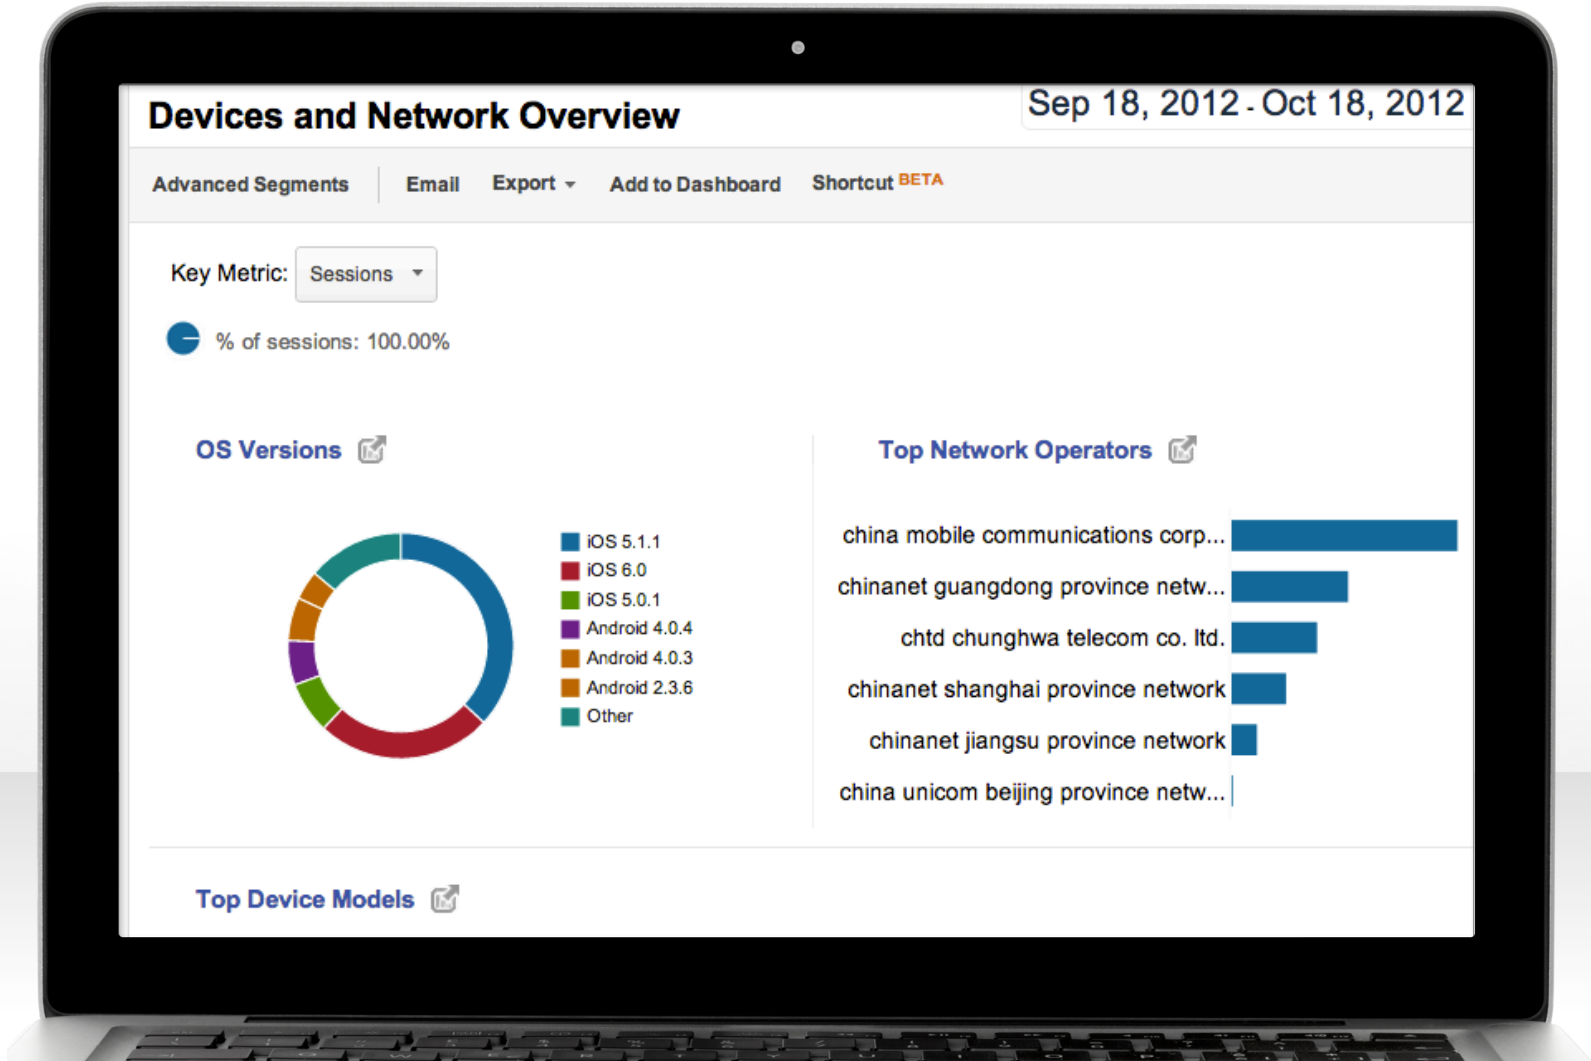 Devices and Network Overview
Sep 18, 2012 - Oct 18, 2012
Advanced Segments
Email
Export
Add to Dashboard
Shortcut BETA
Key Metric:
Sessions
% of sessions: 100.00%
OS Versions
iOS 5.1.1
iOS 6.0
iOS 5.0.1
Android 4.0.4
Android 4.0.3
Android 2.3.6
Other
Top Network Operators
china mobile communications corp...
chinanet guangdong province netw...
chtd chunghwa telecom co. ltd.
chinanet shanghai province network
chinanet jiangsu province network
china unicom beijing province netw...
Top Device Models